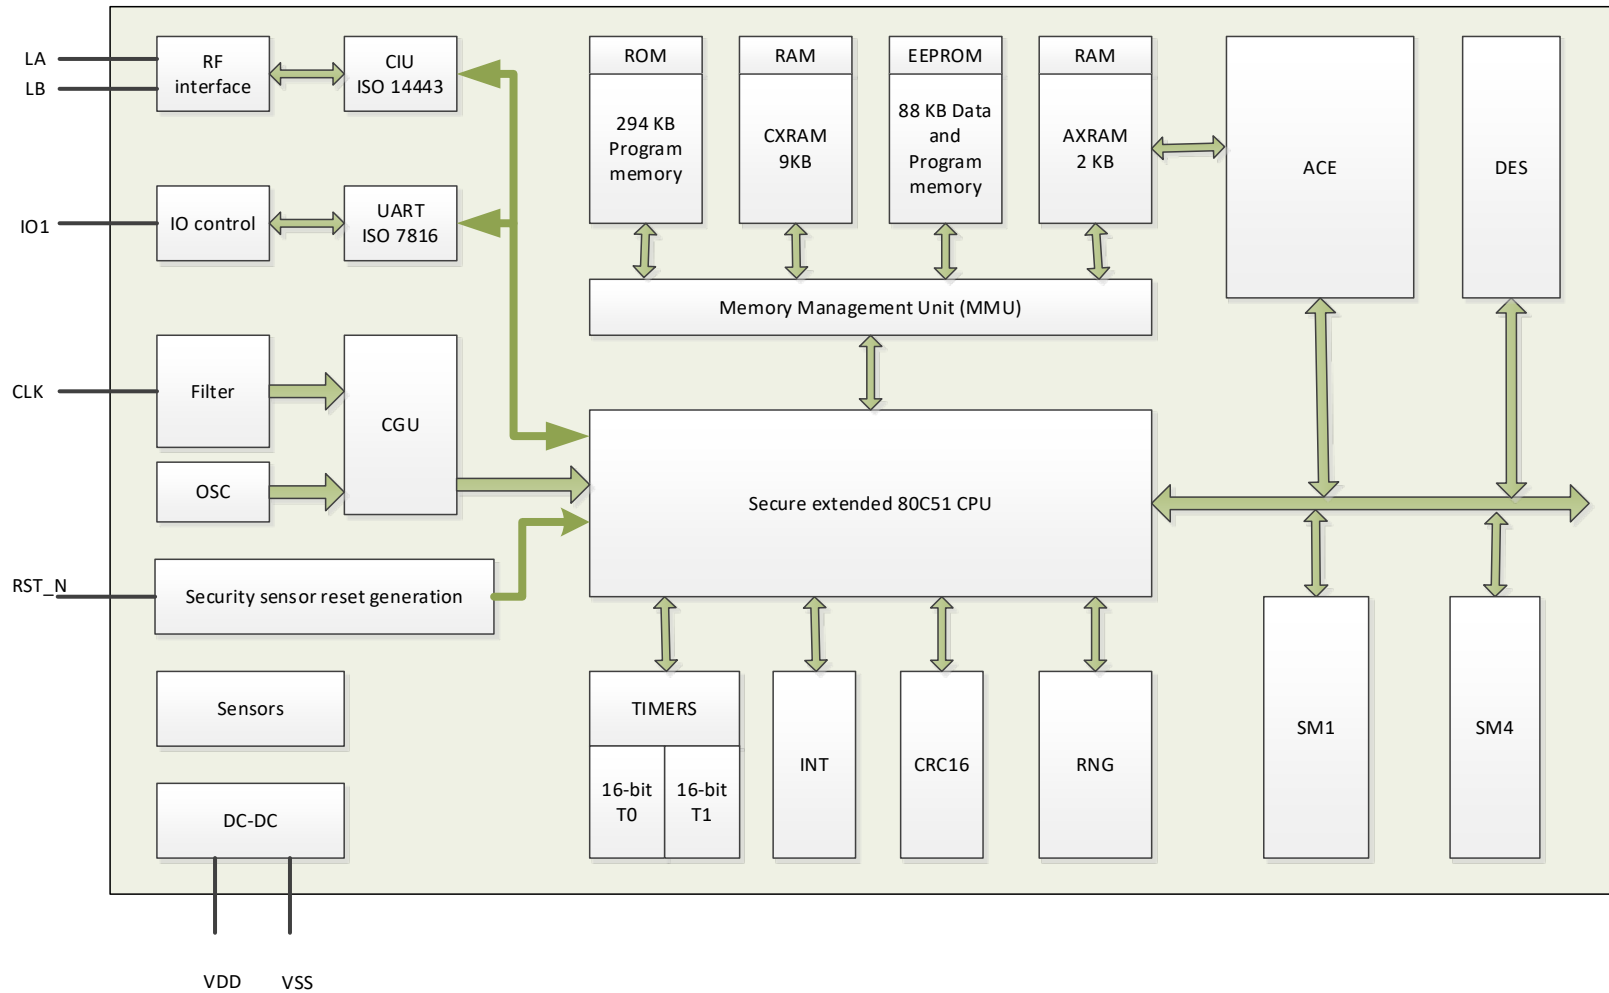 LA
LB
RF
interface
CIU
ISO 14443
IO1
IO control
UART
ISO 7816
CLK
Filter
OSC
CGU
RST_N
Security sensor reset generation
Sensors
DC-DC
VDD
VSS
ROM
294 KB
Program
memory
RAM
CXRAM
9KB
EEPROM
88 KB Data
and
Program
memory
RAM
AXRAM
2 KB
ACE
DES
Memory Management Unit (MMU)
Secure extended 80C51 CPU
TIMERS
16-bit
T0
16-bit
T1
INT
CRC16
RNG
SM1
SM4